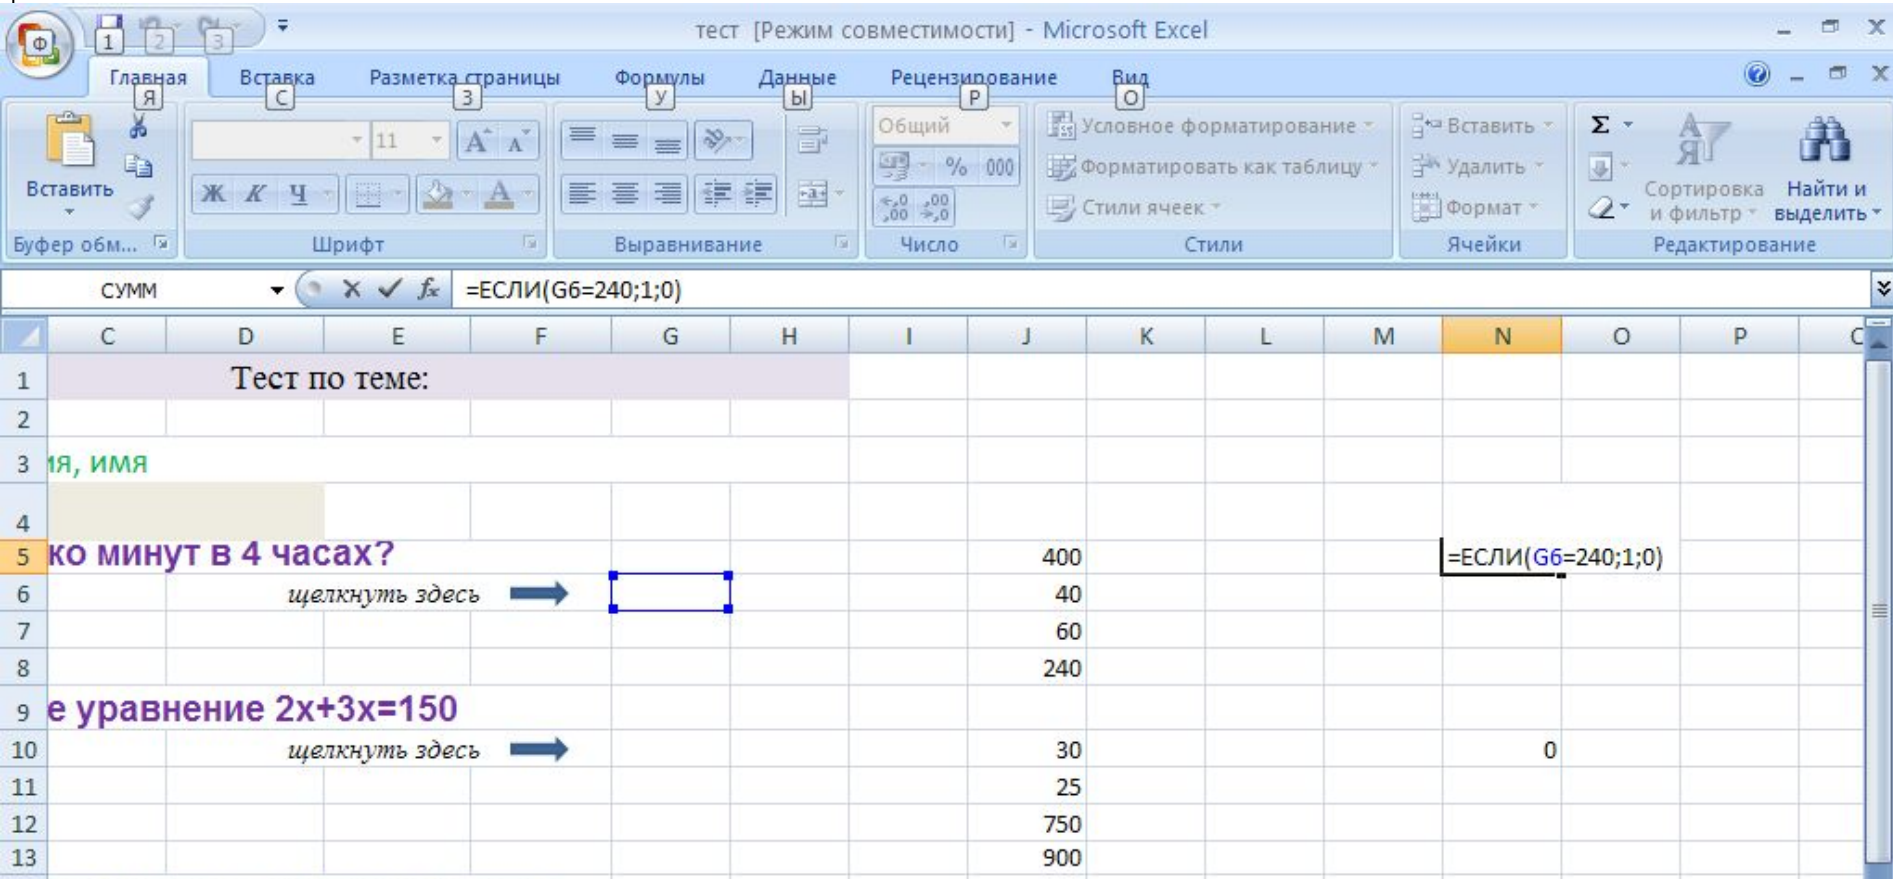 1 2 3 тест [Режим совместимости] - Microsoft Excel
Ф
Главная Вставка Разметка страницы Формулы Данные Рецензирование Вид
Я С З У Ы Р О
11 Общий Условное форматирование Вставить Σ
% 000 Форматировать как таблицу Удалить
Вставить Ж К Ч Стили ячеек Формат Сортировка и фильтр Найти и выделить
Буфер обм... Шрифт Выравнивание Число Стили Ячейки Редактирование
СУММ fx =ЕСЛИ(G6=240;1;0)
C D E F G H I J K L M N O P
1 Тест по теме:
2
3 ия, имя
4
5 ко минут в 4 часах? 400 =ЕСЛИ(G6=240;1;0)
6 щелкнуть здесь 40
7 60
8 240
9 е уравнение 2х+3х=150
10 щелкнуть здесь 30 0
11 25
12 750
13 900